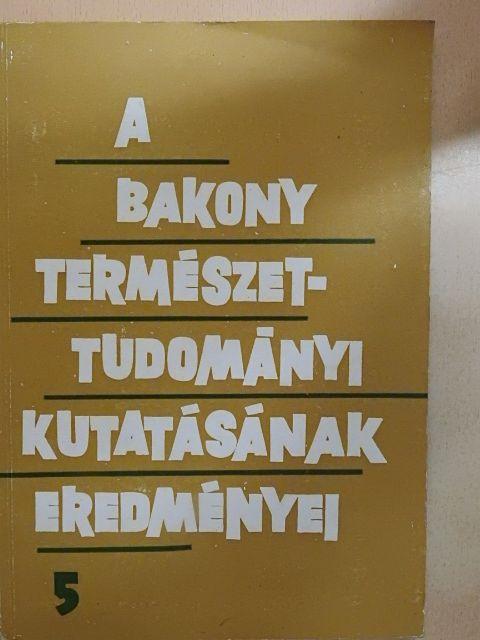 A
BAKONY
TERMÉSZET-
TUDOMÁNYI
KUTATÁSÁNAK
EREDMÉNYEI
5